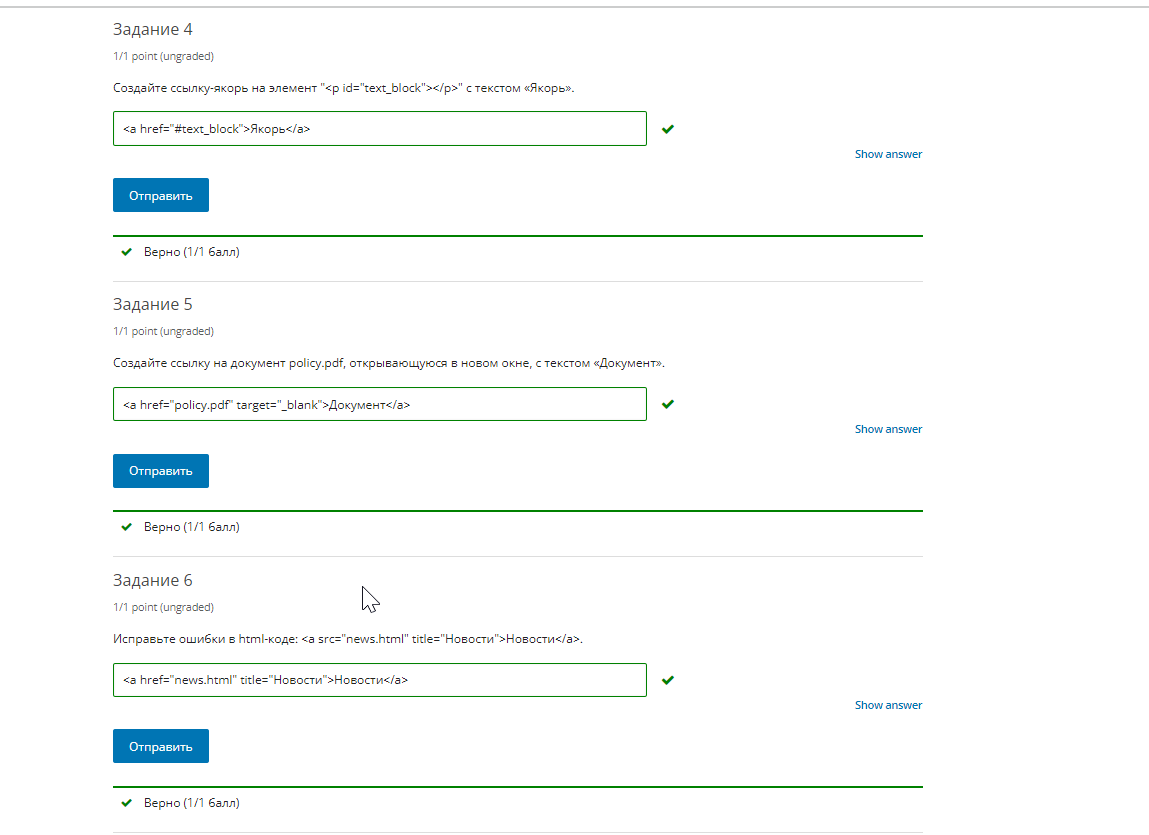 Задание 4
1/1 point (ungraded)
Создайте ссылку-якорь на элемент "<p id="text_block"></p>" с текстом «Якорь».
<a href="#text_block">Якорь</a>
Show answer
Отправить
Верно (1/1 балл)
Задание 5
1/1 point (ungraded)
Создайте ссылку на документ policy.pdf, открывающуюся в новом окне, с текстом «Документ».
<a href="policy.pdf" target="_blank">Документ</a>
Show answer
Отправить
Верно (1/1 балл)
Задание 6
1/1 point (ungraded)
Исправьте ошибки в html-коде: <a src="news.html" title="Новости">Новости</a>.
<a href="news.html" title="Новости">Новости</a>
Show answer
Отправить
Верно (1/1 балл)